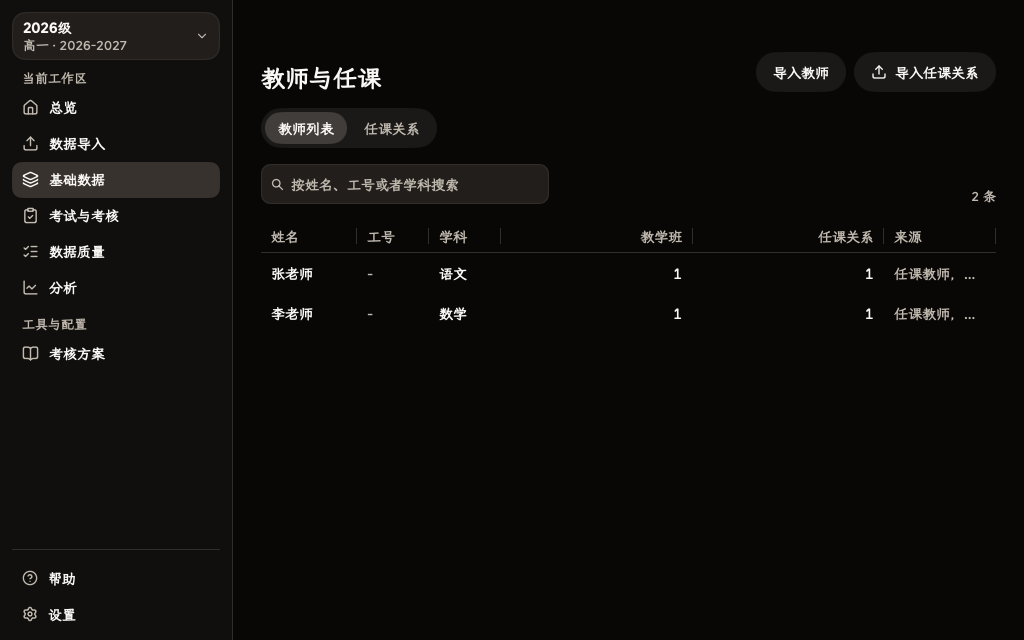 2026级
高一 · 2026-2027
当前工作区
总览
数据导入
基础数据
考试与考核
数据质量
分析
工具与配置
考核方案
帮助
设置
教师与任课
导入教师
导入任课关系
教师列表
任课关系
按姓名、工号或者学科搜索
2 条
姓名 工号 学科 教学班 任课关系 来源
张老师 - 语文 1 1 任课教师, ...
李老师 - 数学 1 1 任课教师, ...